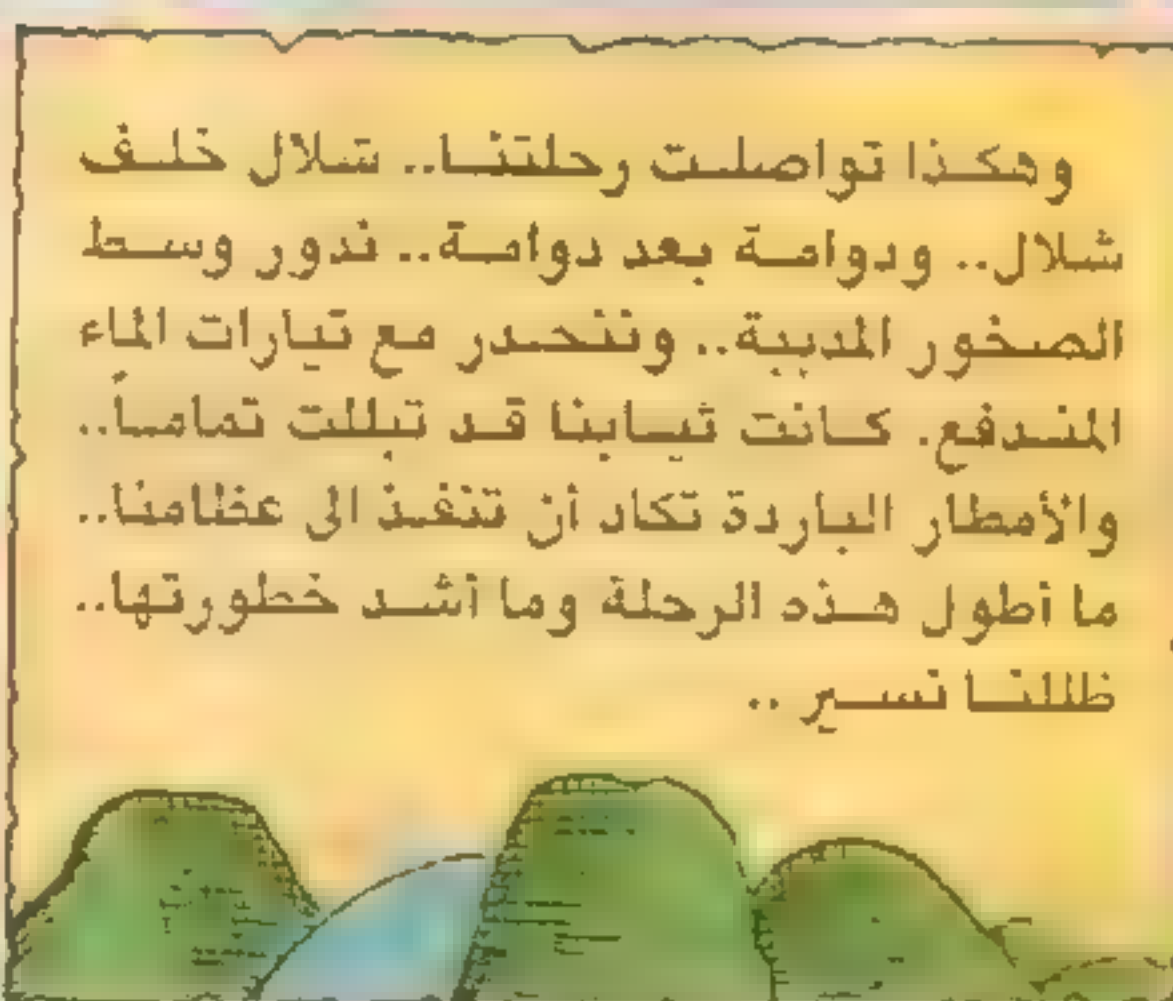 وهكذا تواصلت رحلتنا.. شلال خلف
شلال.. ودوامة بعد دوامة.. ندور وسط
الصخور المدببة.. وننحدر مع تيارات الماء
المندفع. كانت ثيابنا قد تبللت تماماً..
والأمطار الباردة تكاد أن تنفذ الى عظامنا..
ما أطول هذه الرحلة وما أشد خطورتها..
ظللنا نسير ..